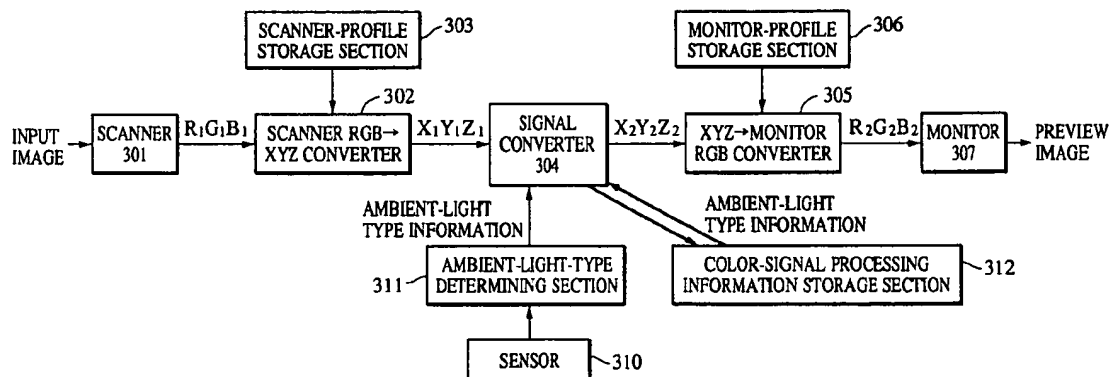 SCANNER-PROFILE
STORAGE SECTION
303
MONITOR-PROFILE
STORAGE SECTION
306
INPUT
IMAGE
SCANNER
301
R₁G₁B₁
302
SCANNER RGB→
XYZ CONVERTER
X₁Y₁Z₁
SIGNAL
CONVERTER
304
X₂Y₂Z₂
305
XYZ→MONITOR
RGB CONVERTER
R₂G₂B₂
MONITOR
307
PREVIEW
IMAGE
AMBIENT-LIGHT
TYPE INFORMATION
AMBIENT-LIGHT
TYPE INFORMATION
311
AMBIENT-LIGHT-TYPE
DETERMINING SECTION
COLOR-SIGNAL PROCESSING
INFORMATION STORAGE SECTION
312
SENSOR
310